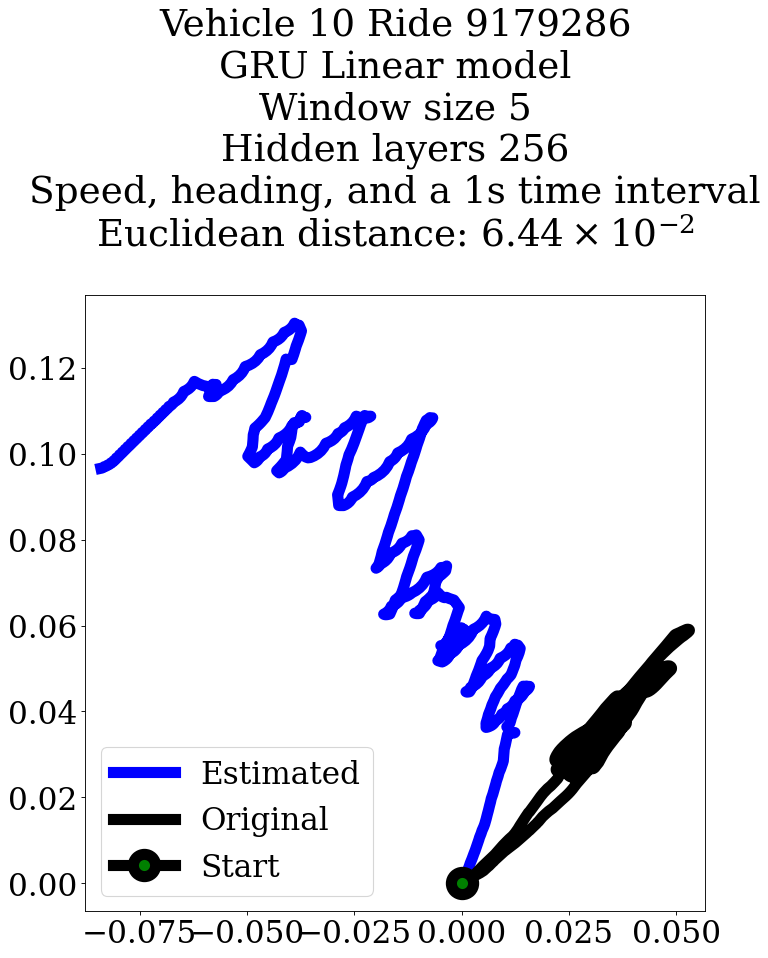 Vehicle 10 Ride 9179286
GRU Linear model
Window size 5
Hidden layers 256
Speed, heading, and a 1s time interval
Euclidean distance: 6.44 × 10⁻²
0.12
0.10
0.08
0.06
0.04
0.02
0.00
Estimated
Original
Start
−0.075 −0.050 −0.025 0.000 0.025 0.050